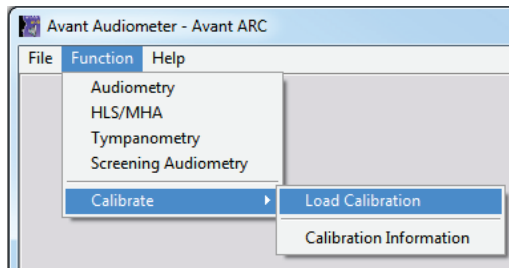 Avant Audiometer - Avant ARC
File Function Help
Audiometry
HLS/MHA
Tympanometry
Screening Audiometry
Calibrate
Load Calibration
Calibration Information